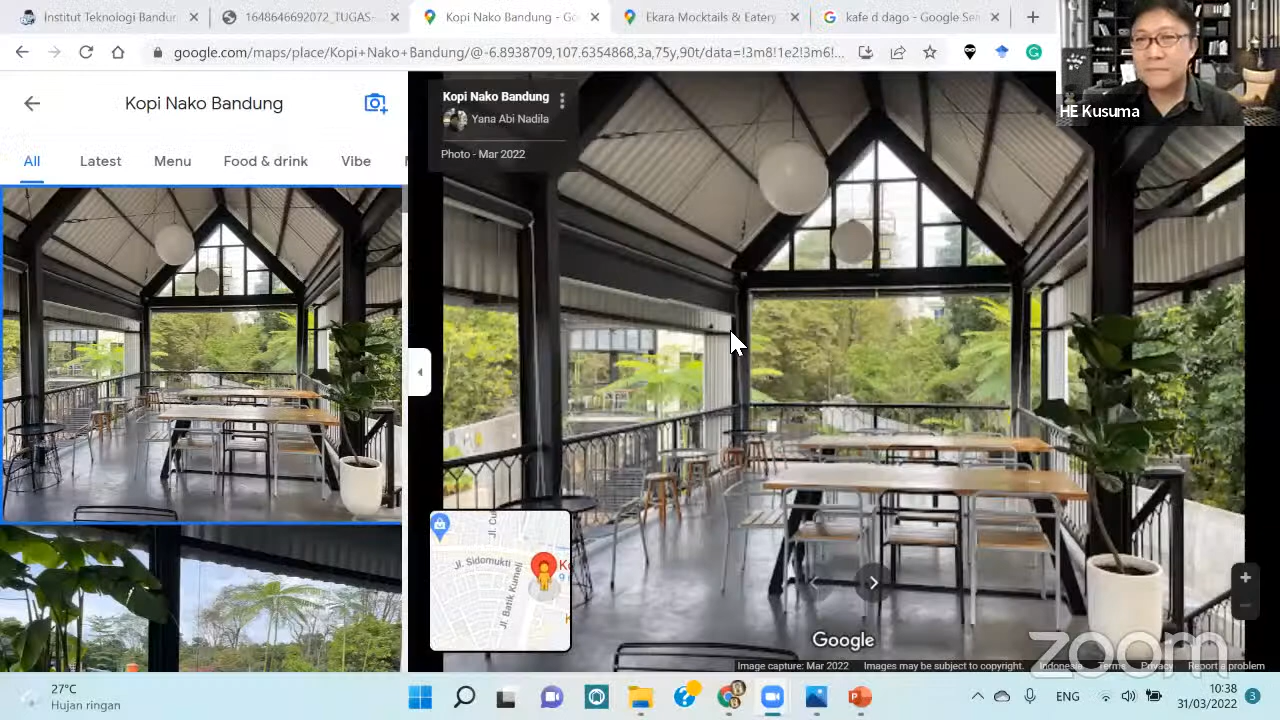 Institut Teknologi Bandun
1648646692072_TUGAS-
Kopi Nako Bandung - Go
Ekara Mocktails & Eatery
kafe d dago - Google Sea
google.com/maps/place/Kopi+Nako+
@-6.8938709,107.6354868,3a,75y,90t/data=!3m8!1e2!3m6!...
HE Kusuma
Kopi Nako Bandung
All
Latest
Menu
Food & drink
Vibe
Kopi Nako Bandung
Yana Abi Nadila
Photo - Mar 2022
Jl. Sidomukti
Jl. Batik Kumeli
Google
zoom
Image capture: Mar 2022
Images may be subject to copyright.
Indonesia
Terms
Privacy
Report a problem
27°C
Hujan ringan
ENG
10:38
31/03/2022
3